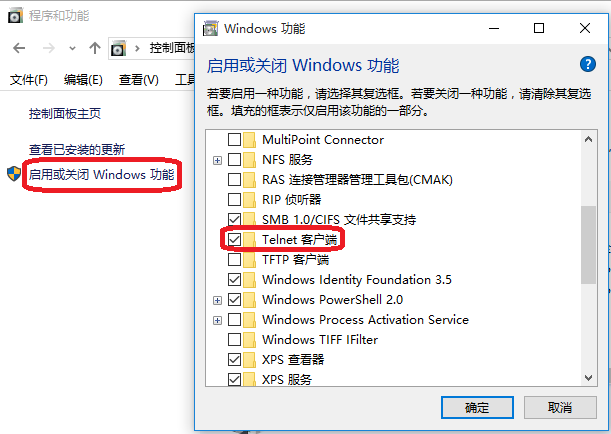 程序和功能
控制面板
文件(F) 编辑(E) 查看(V) 工具
控制面板主页
查看已安装的更新
启用或关闭 Windows 功能
Windows 功能
启用或关闭 Windows 功能
?
若要启用一种功能，请选择其复选框。若要关闭一种功能，请清除其复选
框。填充的框表示仅启用该功能的一部分。
MultiPoint Connector
NFS 服务
RAS 连接管理器管理工具包(CMAK)
RIP 侦听器
SMB 1.0/CIFS 文件共享支持
Telnet 客户端
TFTP 客户端
Windows Identity Foundation 3.5
Windows PowerShell 2.0
Windows Process Activation Service
Windows TIFF IFilter
XPS 查看器
XPS 服务
确定
取消